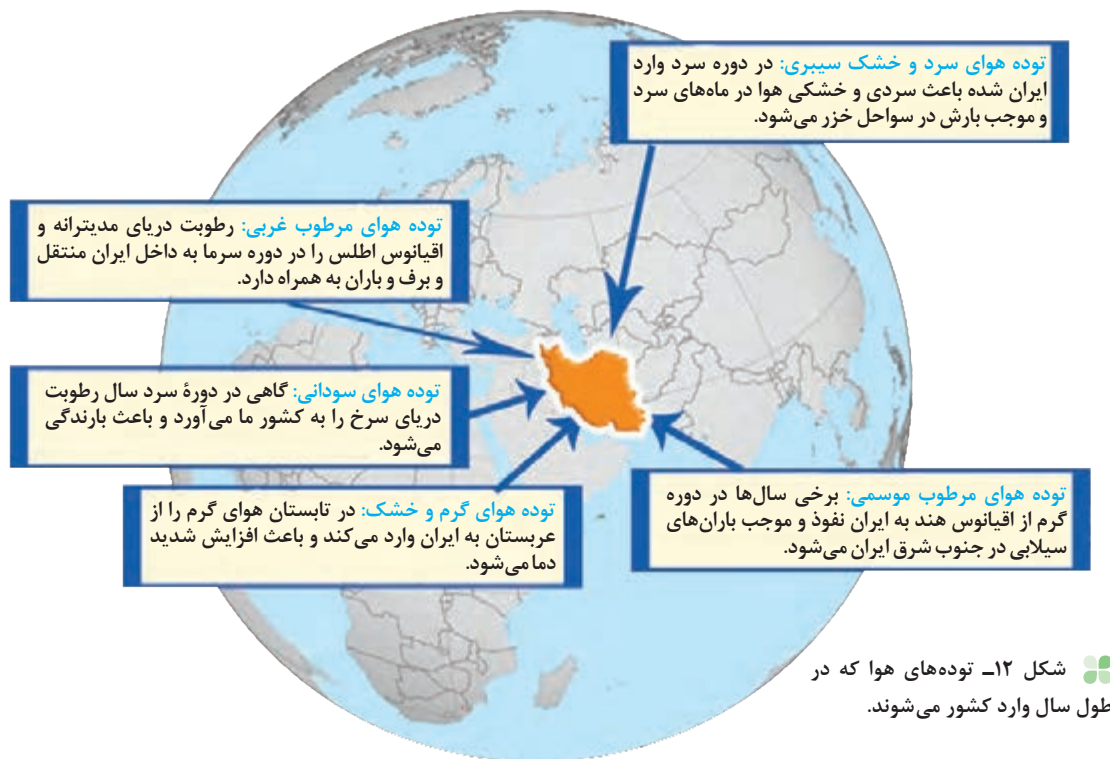 توده هوای سرد و خشک سیبری: در دوره سرد وارد
ایران شده باعث سردی و خشکی هوا در ماه‌های سرد
و موجب بارش در سواحل خزر می‌شود.
توده هوای مرطوب غربی: رطوبت دریای مدیترانه و
اقیانوس اطلس را در دوره سرما به داخل ایران منتقل
و برف و باران به همراه دارد.
توده هوای سودانی: گاهی در دورهٔ سرد سال رطوبت
دریای سرخ را به کشور ما می‌آورد و باعث بارندگی
می‌شود.
توده هوای مرطوب موسمی: برخی سال‌ها در دوره
گرم از اقیانوس هند به ایران نفوذ و موجب باران‌های
سیلابی در جنوب شرق ایران می‌شود.
توده هوای گرم و خشک: در تابستان هوای گرم را از
عربستان به ایران وارد می‌کند و باعث افزایش شدید
دما می‌شود.
شکل ۱۲ـ توده‌های هوا که در
طول سال وارد کشور می‌شوند.